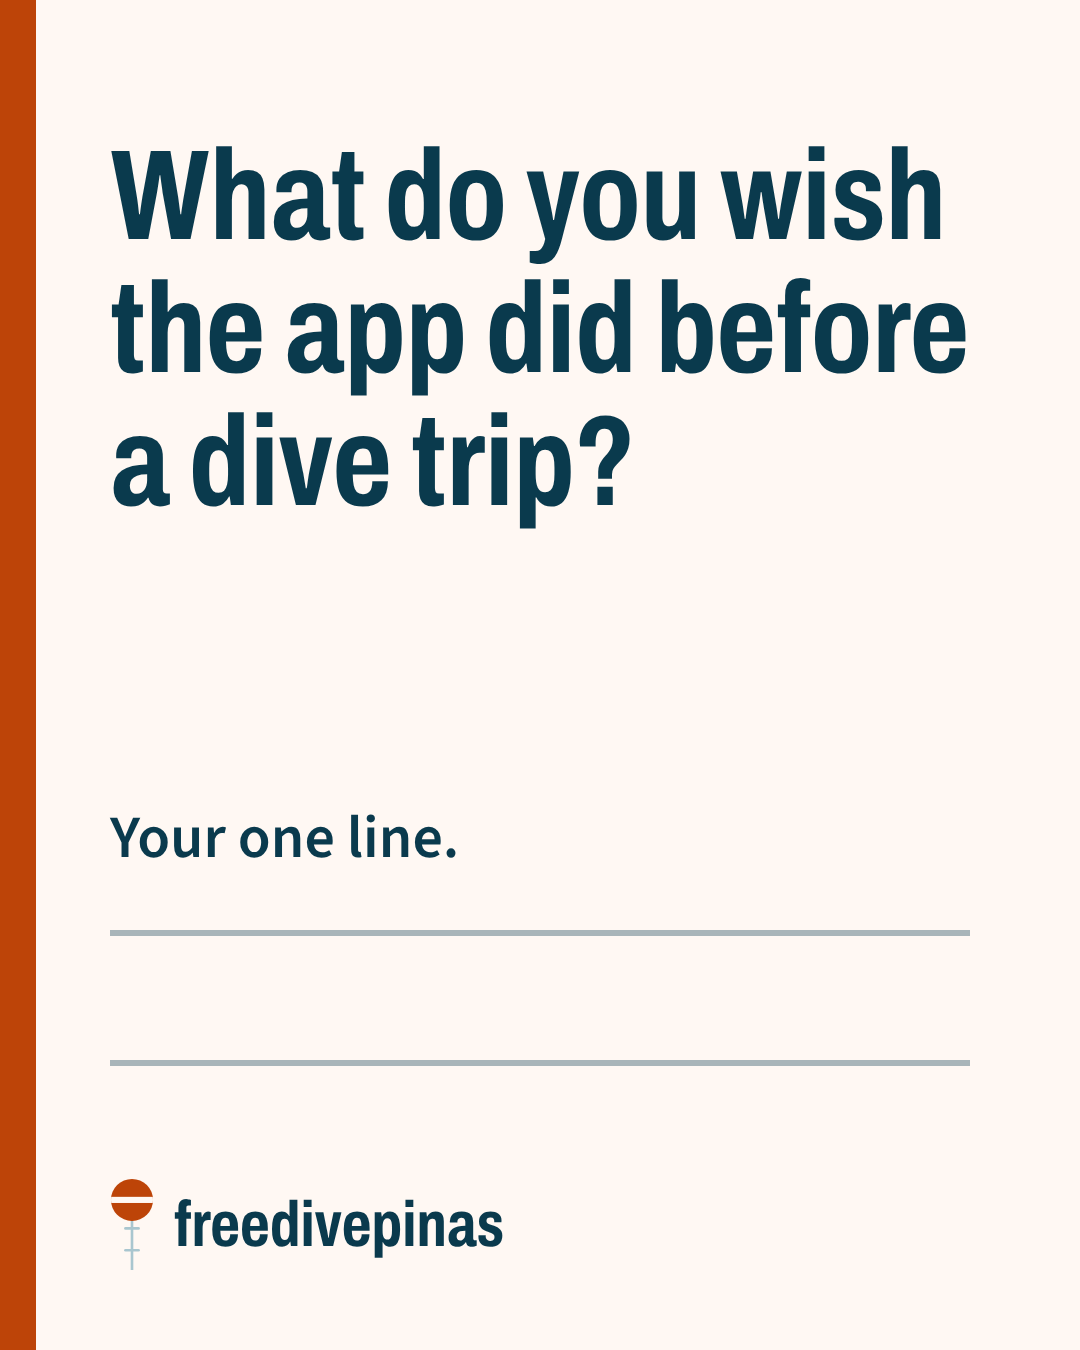 What do you wish
the app did before
a dive trip?
Your one line.
freedivepinas